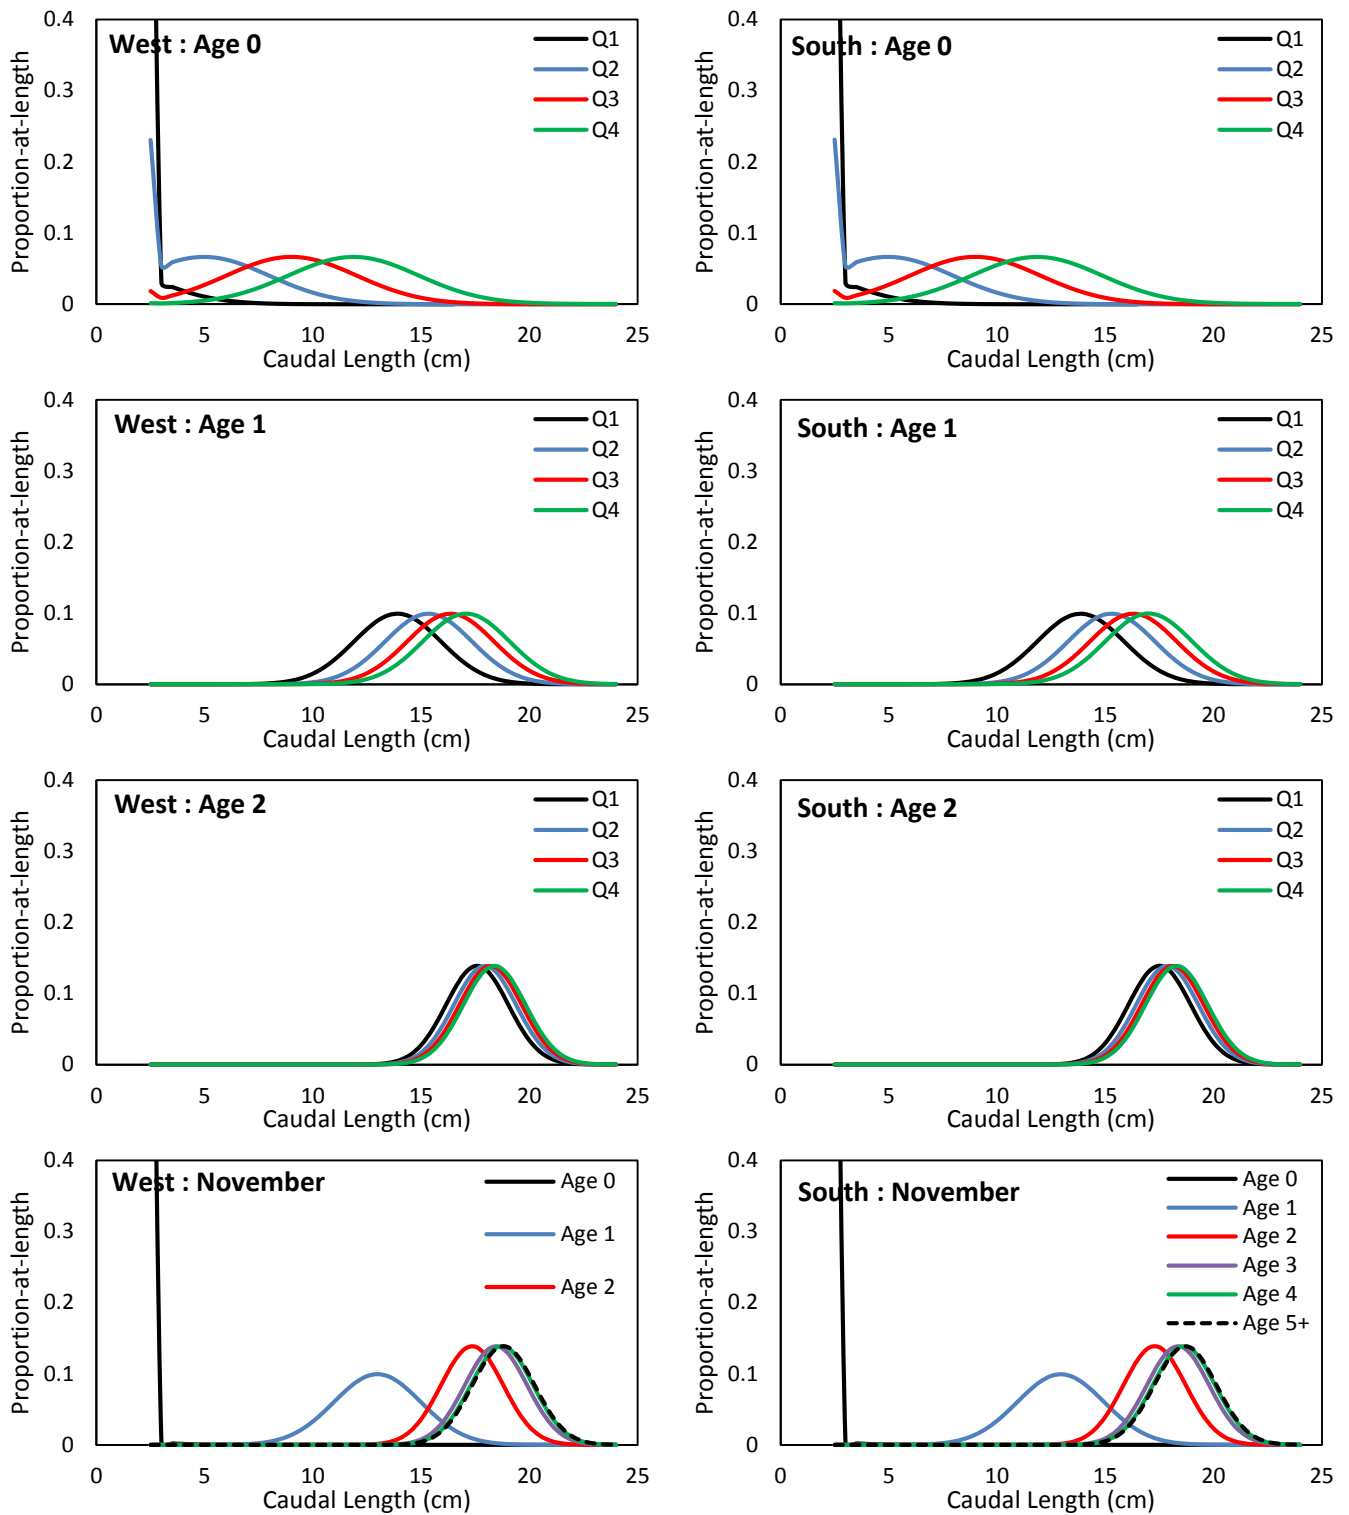 West : Age 0
Proportion-at-length
0.4
0.3
0.2
0.1
0
Q1
Q2
Q3
Q4
0 5 10 15 20 25
Caudal Length (cm)
South : Age 0
Proportion-at-length
0.4
0.3
0.2
0.1
0
Q1
Q2
Q3
Q4
0 5 10 15 20 25
Caudal Length (cm)
West : Age 1
Proportion-at-length
0.4
0.3
0.2
0.1
0
Q1
Q2
Q3
Q4
0 5 10 15 20 25
Caudal Length (cm)
South : Age 1
Proportion-at-length
0.4
0.3
0.2
0.1
0
Q1
Q2
Q3
Q4
0 5 10 15 20 25
Caudal Length (cm)
West : Age 2
Proportion-at-length
0.4
0.3
0.2
0.1
0
Q1
Q2
Q3
Q4
0 5 10 15 20 25
Caudal Length (cm)
South : Age 2
Proportion-at-length
0.4
0.3
0.2
0.1
0
Q1
Q2
Q3
Q4
0 5 10 15 20 25
Caudal Length (cm)
West : November
Proportion-at-length
0.4
0.3
0.2
0.1
0
Age 0
Age 1
Age 2
0 5 10 15 20 25
Caudal Length (cm)
South : November
Proportion-at-length
0.4
0.3
0.2
0.1
0
Age 0
Age 1
Age 2
Age 3
Age 4
Age 5+
0 5 10 15 20 25
Caudal Length (cm)